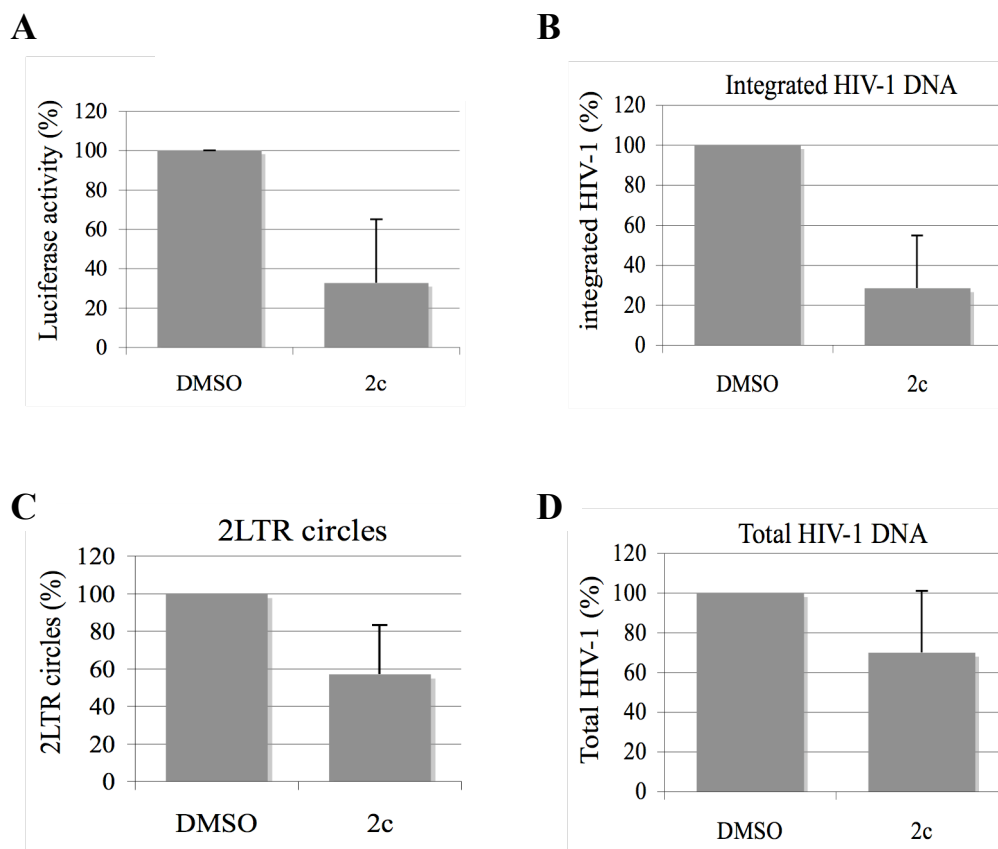 A
Luciferase activity (%)
120
100
80
60
40
20
0
DMSO 2c
B
Integrated HIV-1 DNA
integrated HIV-1 (%)
120
100
80
60
40
20
0
DMSO 2c
C
2LTR circles
2LTR circles (%)
120
100
80
60
40
20
0
DMSO 2c
D
Total HIV-1 DNA
Total HIV-1 (%)
120
100
80
60
40
20
0
DMSO 2c